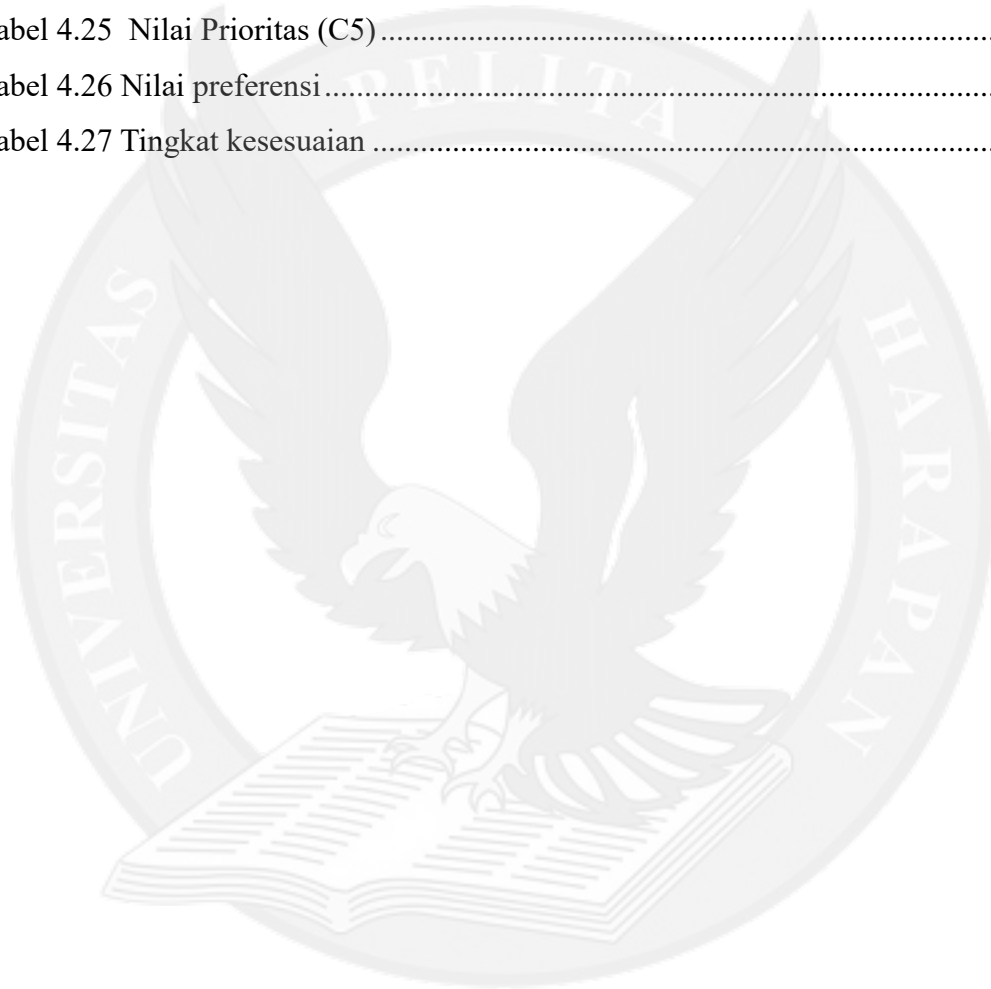 abel 4.25  Nilai Prioritas (C5)........................................................................................
abel 4.26 Nilai preferensi...............................................................................................
abel 4.27 Tingkat kesesuaian .........................................................................................
UNIVERSITAS PELITA HARAPAN